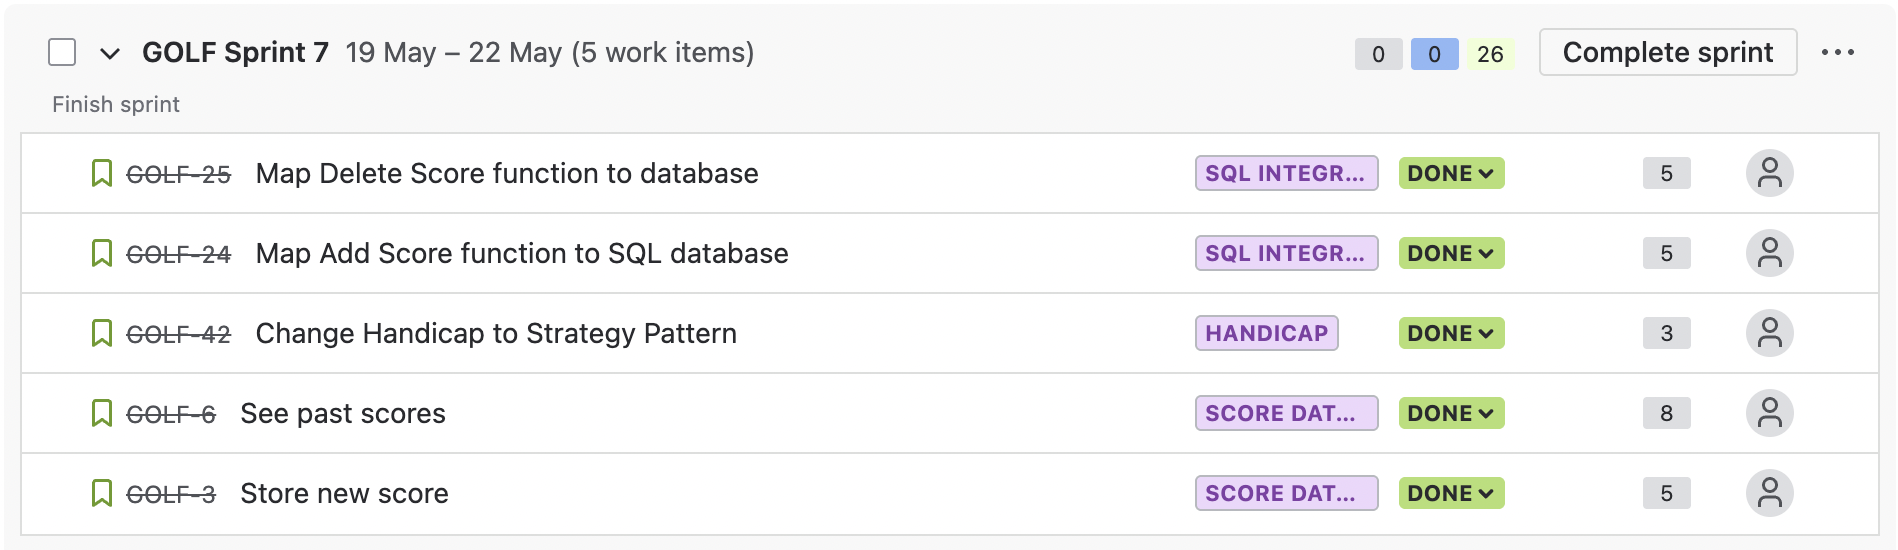 GOLF Sprint 7 19 May – 22 May (5 work items) 0 0 26 Complete sprint
Finish sprint
GOLF-25 Map Delete Score function to database SQL INTEGR... DONE 5
GOLF-24 Map Add Score function to SQL database SQL INTEGR... DONE 5
GOLF-42 Change Handicap to Strategy Pattern HANDICAP DONE 3
GOLF-6 See past scores SCORE DAT... DONE 8
GOLF-3 Store new score SCORE DAT... DONE 5